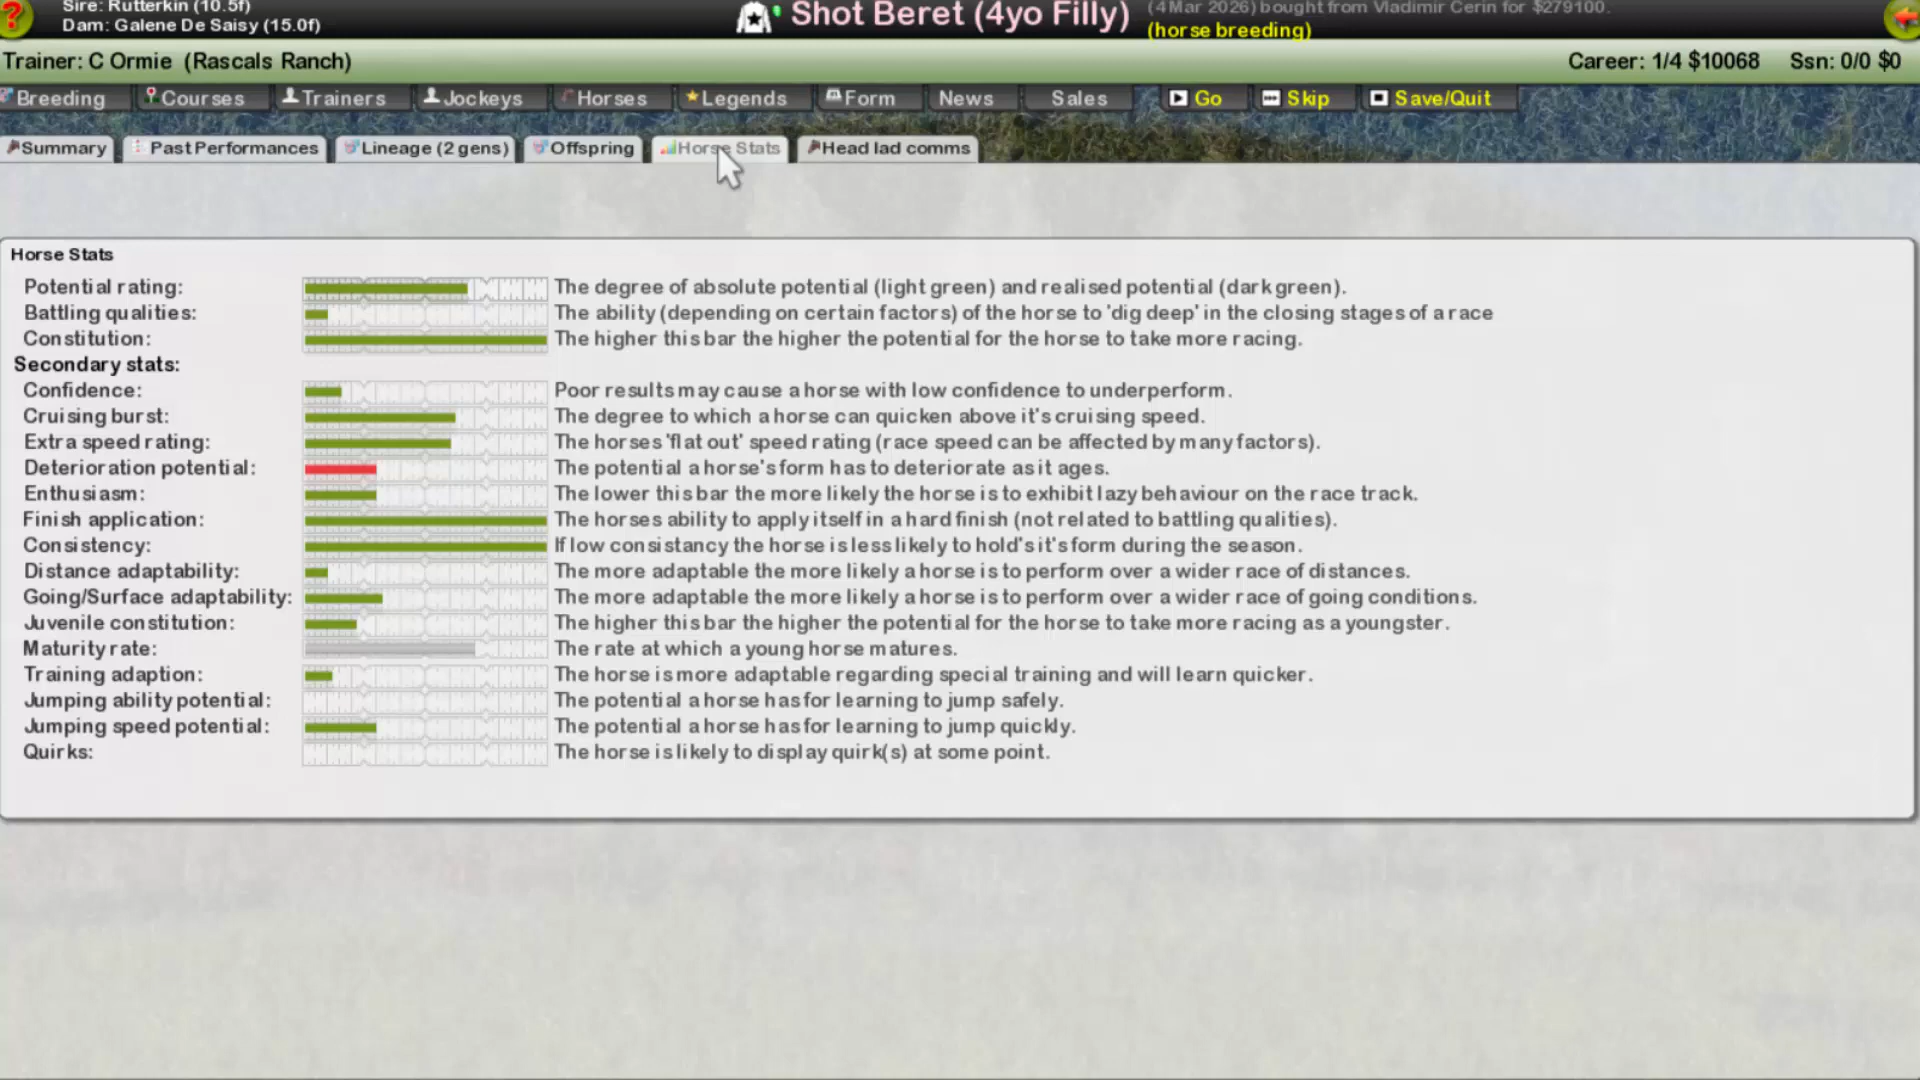 Sire: Rutterkin (10.5f)
Dam: Galene De Saisy (15.0f)
Shot Beret (4yo Filly)
(4 Mar 2026) bought from Vladimir Cerin for $279100.
(horse breeding)
Trainer: C Ormie (Rascals Ranch)
Career: 1/4 $10068 Ssn: 0/0 $0
Breeding Courses Trainers Jockeys Horses Legends Form News Sales Go Skip Save/Quit
Summary Past Performances Lineage (2 gens) Offspring Horse Stats Head lad comms
Horse Stats
Potential rating: The degree of absolute potential (light green) and realised potential (dark green).
Battling qualities: The ability (depending on certain factors) of the horse to 'dig deep' in the closing stages of a race
Constitution: The higher this bar the higher the potential for the horse to take more racing.
Secondary stats:
Confidence: Poor results may cause a horse with low confidence to underperform.
Cruising burst: The degree to which a horse can quicken above it's cruising speed.
Extra speed rating: The horses 'flat out' speed rating (race speed can be affected by many factors).
Deterioration potential: The potential a horse's form has to deteriorate as it ages.
Enthusiasm: The lower this bar the more likely the horse is to exhibit lazy behaviour on the race track.
Finish application: The horses ability to apply itself in a hard finish (not related to battling qualities).
Consistency: If low consistancy the horse is less likely to hold's it's form during the season.
Distance adaptability: The more adaptable the more likely a horse is to perform over a wider race of distances.
Going/Surface adaptability: The more adaptable the more likely a horse is to perform over a wider race of going conditions.
Juvenile constitution: The higher this bar the higher the potential for the horse to take more racing as a youngster.
Maturity rate: The rate at which a young horse matures.
Training adaption: The horse is more adaptable regarding special training and will learn quicker.
Jumping ability potential: The potential a horse has for learning to jump safely.
Jumping speed potential: The potential a horse has for learning to jump quickly.
Quirks: The horse is likely to display quirk(s) at some point.